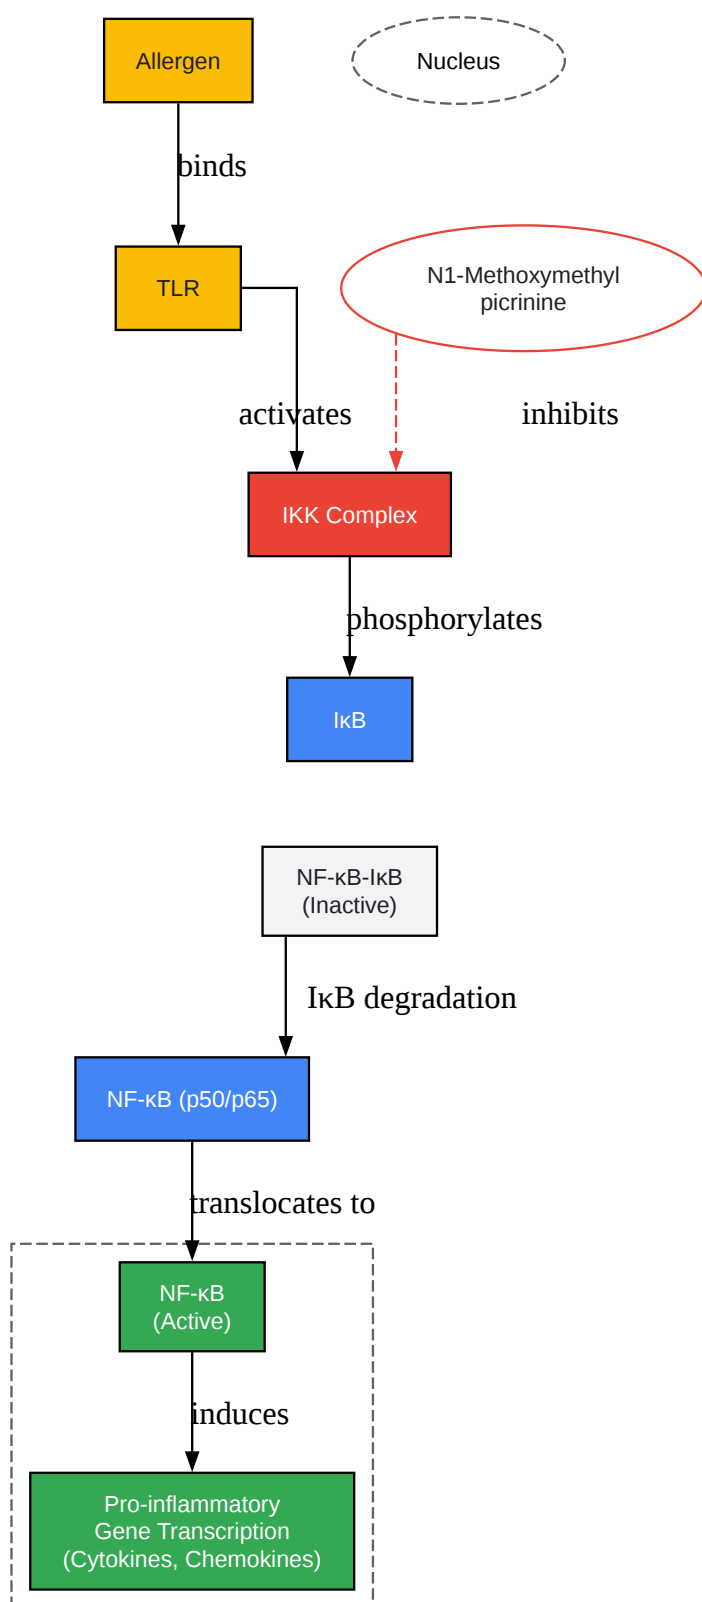 Allergen
Nucleus
binds
TLR
N1-Methoxymethyl
picrinine
activates
inhibits
IKK Complex
phosphorylates
IκB
NF-κB-IκB
(Inactive)
IκB degradation
NF-κB (p50/p65)
translocates to
NF-κB
(Active)
induces
Pro-inflammatory
Gene Transcription
(Cytokines, Chemokines)